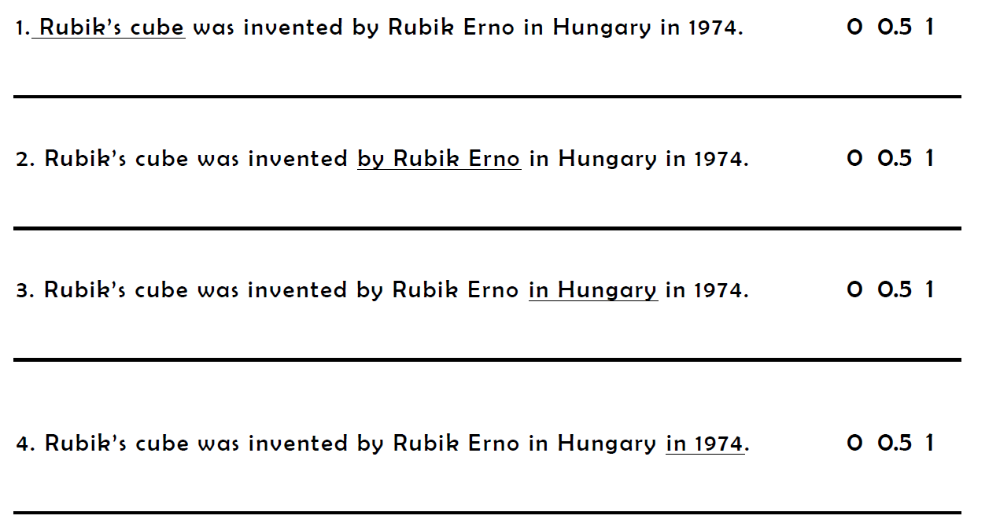 1. Rubik’s cube was invented by Rubik Erno in Hungary in 1974. 0 0.5 1
2. Rubik’s cube was invented by Rubik Erno in Hungary in 1974. 0 0.5 1
3. Rubik’s cube was invented by Rubik Erno in Hungary in 1974. 0 0.5 1
4. Rubik’s cube was invented by Rubik Erno in Hungary in 1974. 0 0.5 1